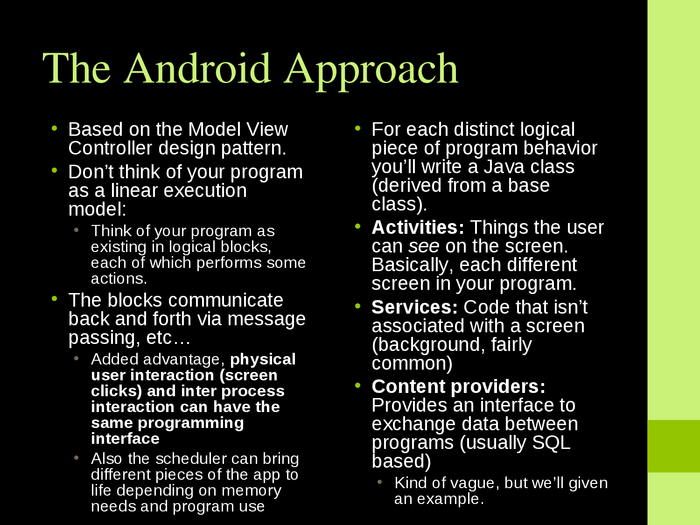 The Android Approach
• Based on the Model View
Controller design pattern.
• Don’t think of your program
as a linear execution
model:
• Think of your program as
existing in logical blocks,
each of which performs some
actions.
• The blocks communicate
back and forth via message
passing, etc…
• Added advantage, physical
user interaction (screen
clicks) and inter process
interaction can have the
same programming
interface
• Also the scheduler can bring
different pieces of the app to
life depending on memory
needs and program use
• For each distinct logical
piece of program behavior
you’ll write a Java class
(derived from a base
class).
• Activities: Things the user
can see on the screen.
Basically, each different
screen in your program.
• Services: Code that isn’t
associated with a screen
(background, fairly
common)
• Content providers:
Provides an interface to
exchange data between
programs (usually SQL
based)
• Kind of vague, but we’ll given
an example.